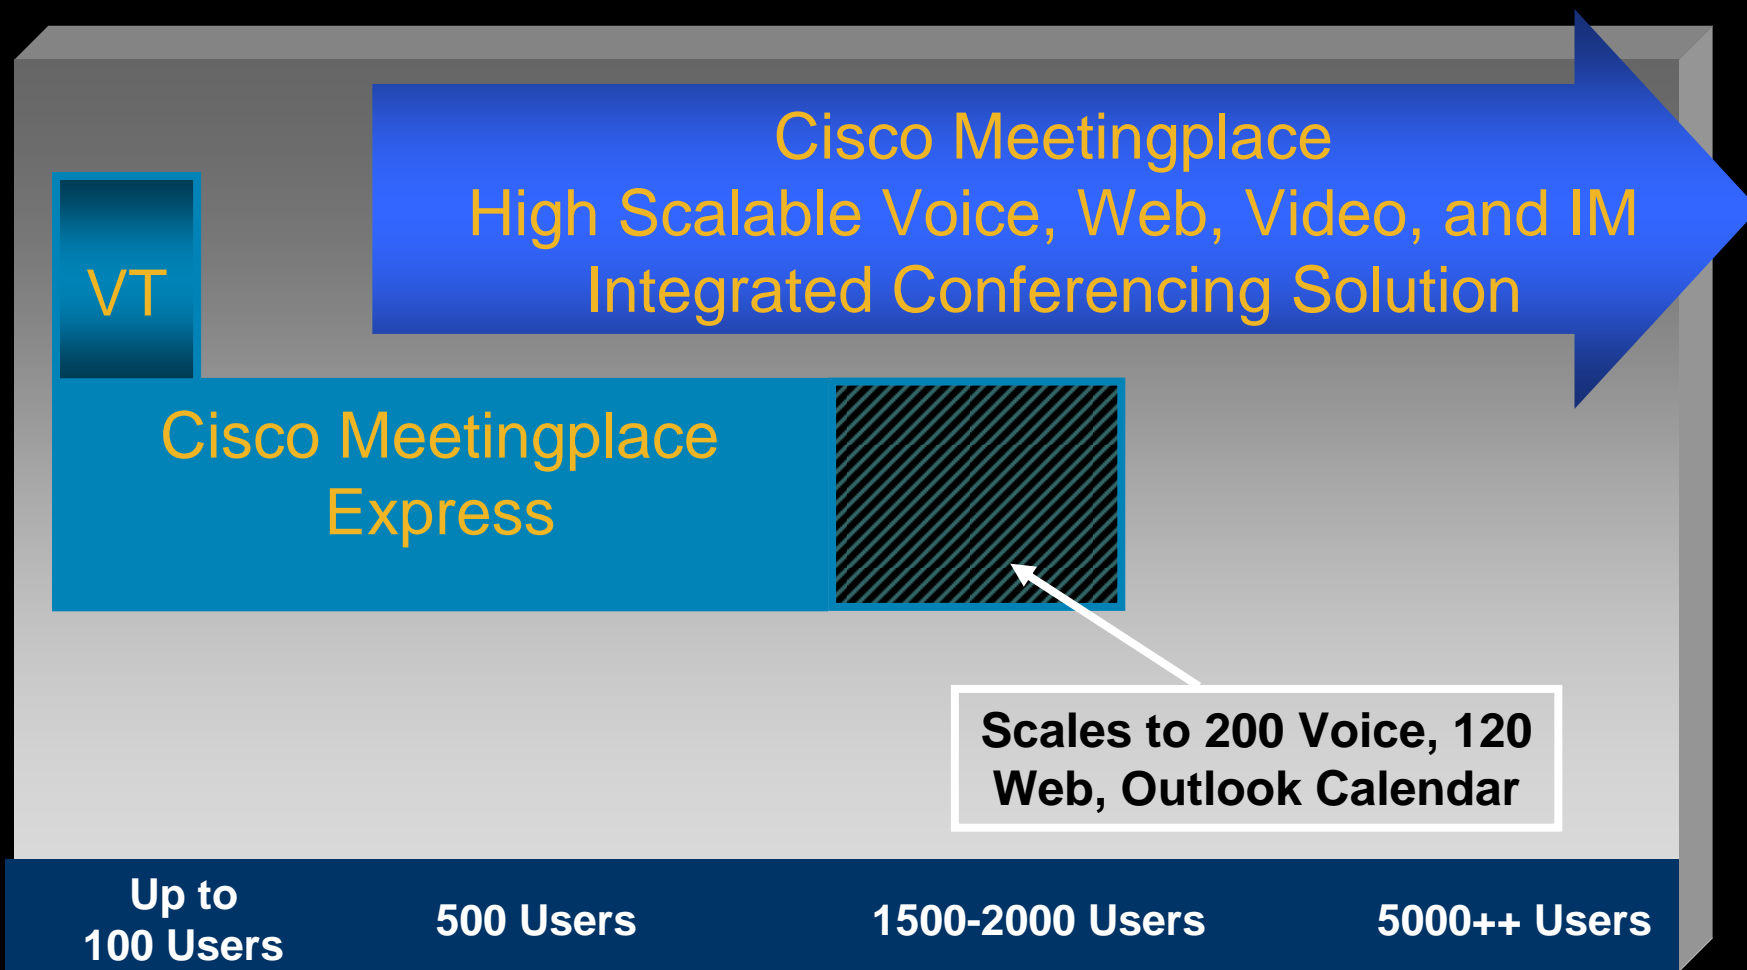 Cisco Meetingplace
High Scalable Voice, Web, Video, and IM
Integrated Conferencing Solution
VT
Cisco Meetingplace
Express
Scales to 200 Voice, 120
Web, Outlook Calendar
Up to
100 Users
500 Users
1500-2000 Users
5000++ Users